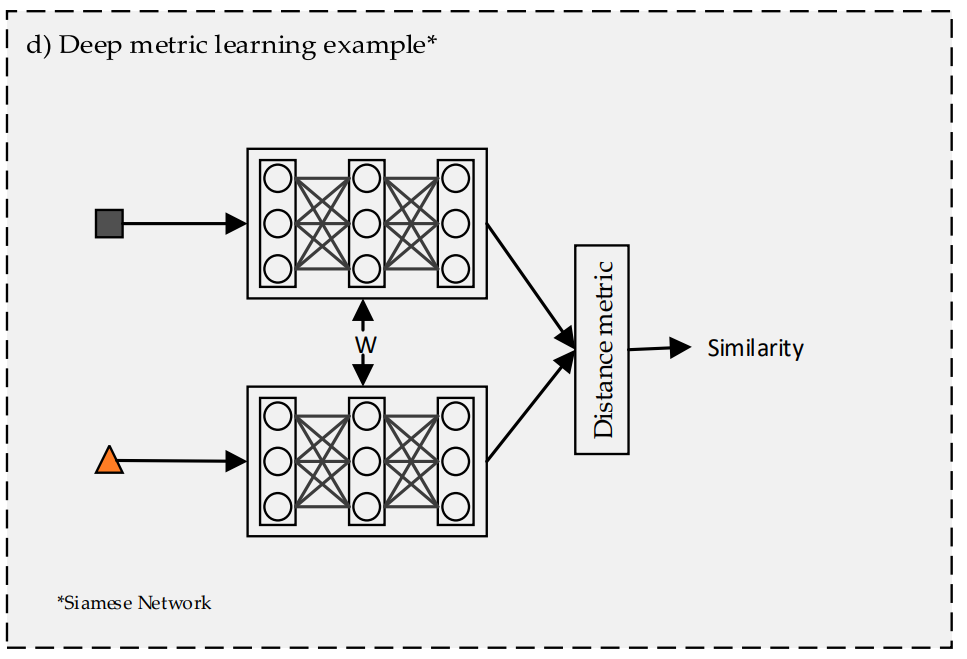 d) Deep metric learning example*
W
Distance metric
Similarity
*Siamese Network